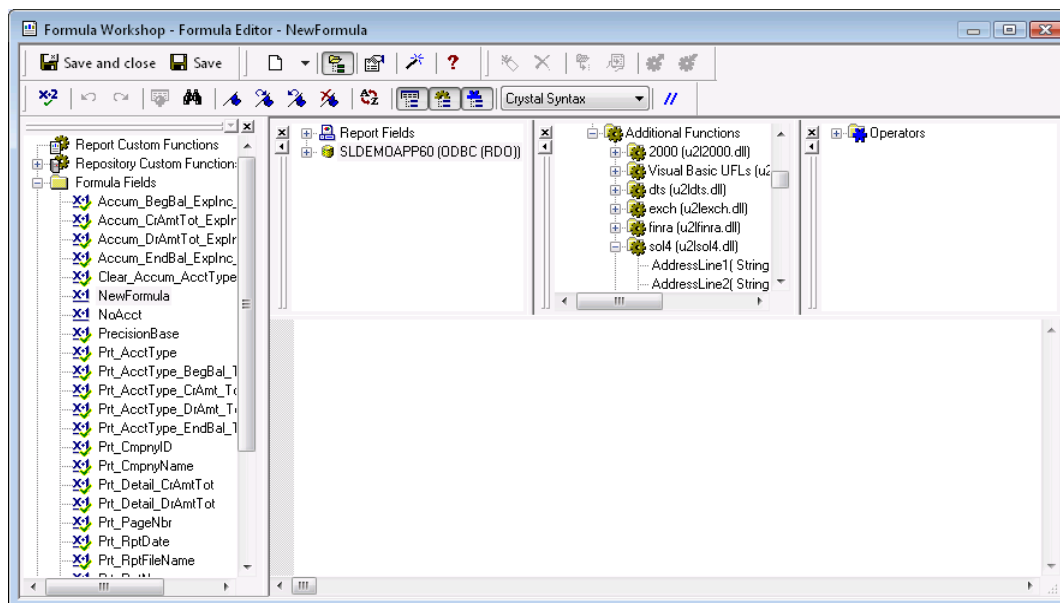 Formula Workshop - Formula Editor - NewFormula
Save and close Save
Crystal Syntax
Report Custom Functions
Repository Custom Function
Formula Fields
Accum_BegBal_ExpInc_
Accum_CrAmtTot_ExpIr
Accum_DrAmtTot_ExpIr
Accum_EndBal_ExpInc_
Clear_Accum_AcctType
NewFormula
NoAcct
PrecisionBase
Prt_AcctType
Prt_AcctType_BegBal_T
Prt_AcctType_CrAmt_To
Prt_AcctType_DrAmt_T
Prt_AcctType_EndBal_T
Prt_CmpnyID
Prt_CmpnyName
Prt_Detail_CrAmtTot
Prt_Detail_DrAmtTot
Prt_PageNbr
Prt_RptDate
Prt_RptFileName
Report Fields
SLDEMOAPP60 (ODBC (RDO))
Additional Functions
2000 (u2l2000.dll)
Visual Basic UFLs (u2
dts (u2ldts.dll)
exch (u2lexch.dll)
finra (u2lfinra.dll)
sol4 (u2lsol4.dll)
AddressLine1( String
AddressLine2( String
Operators